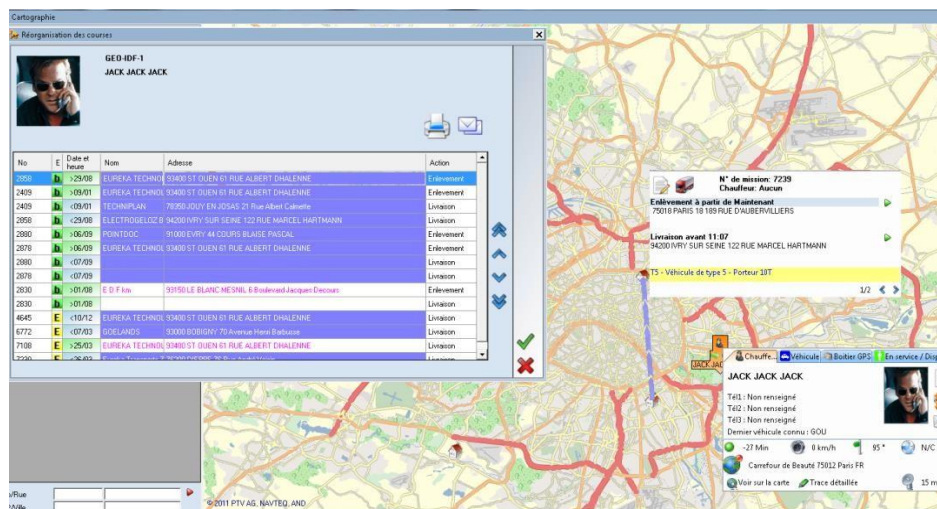 Cartographie
Réorganisation des courses
GEO-IDF-1
JACK JACK JACK
No E Date et heure Nom Adresse Action
2858 b >29/08 EUREKA TECHNOL 93400 ST OUEN 61 RUE ALBERT DHALENNE Enlevement
2409 b >09/01 EUREKA TECHNOL 93400 ST OUEN 61 RUE ALBERT DHALENNE Enlevement
2409 b <09/01 TECHNIPLAN 78350 JOUY EN JOSAS 21 Rue Albert Calmette Livraison
2858 b <29/08 ELECTROGELOZ B 94200 IVRY SUR SEINE 122 RUE MARCEL HARTMANN Livraison
2880 b >06/09 POINTDOC 91000 EVRY 44 COURS BLAISE PASCAL Enlevement
2878 b >06/09 EUREKA TECHNOL 93400 ST OUEN 61 RUE ALBERT DHALENNE Enlevement
2880 b <07/09 Livraison
2878 b <07/09 Livraison
2830 b >01/08 E D F km 93150 LE BLANC MESNIL 6 Boulevard Jacques Decours Enlevement
2830 b >01/08 Livraison
4645 E <10/12 EUREKA TECHNOL 93400 ST OUEN 61 RUE ALBERT DHALENNE Livraison
6772 E <07/03 GOELANDS 93000 BOBIGNY 70 Avenue Henri Barbusse Livraison
7108 E >25/03 EUREKA TECHNOL 93400 ST OUEN 61 RUE ALBERT DHALENNE Livraison
N° de mission: 7239
Chauffeur: Aucun
Enlèvement à partir de Maintenant
75018 PARIS 18 189 RUE D'AUBERVILLIERS
Livraison avant 11:07
94200 IVRY SUR SEINE 122 RUE MARCEL HARTMANN
T5 - Véhicule de type 5 - Porteur 10T
1/2
JACK JAC
Chauffe... Véhicule Boitier GPS En service / Disp
JACK JACK JACK
Tél1 : Non renseigné
Tél2 : Non renseigné
Tél3 : Non renseigné
Dernier véhicule connu : GOU
-27 Min 0 km/h 95 ° N/C
Carrefour de Beauté 75012 Paris FR
Voir sur la carte Trace détaillée 15 m
/Rue
/Ville
© 2011 PTV AG, NAVTEQ, AND